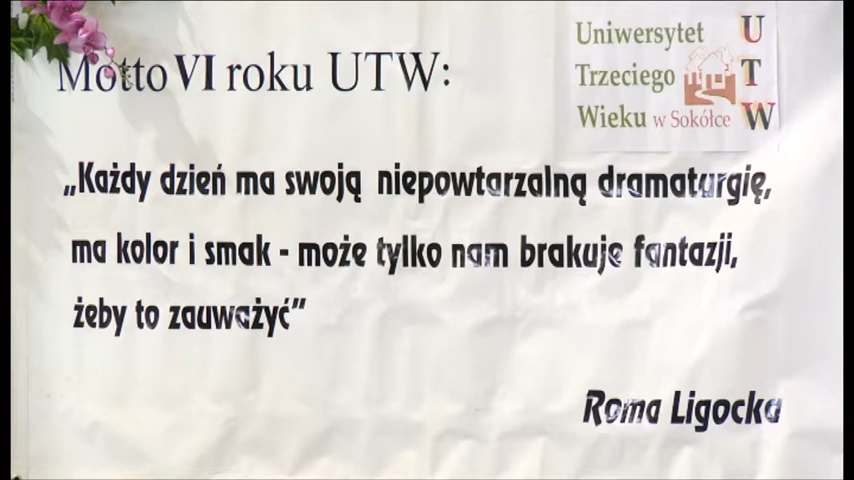 Motto VI roku UTW:
Uniwersytet U
Trzeciego T
Wieku w Sokółce W
„Każdy dzień ma swoją niepowtarzalną dramaturgię,
ma kolor i smak - może tylko nam brakuje fantazji,
żeby to zauważyć”
Roma Ligocka